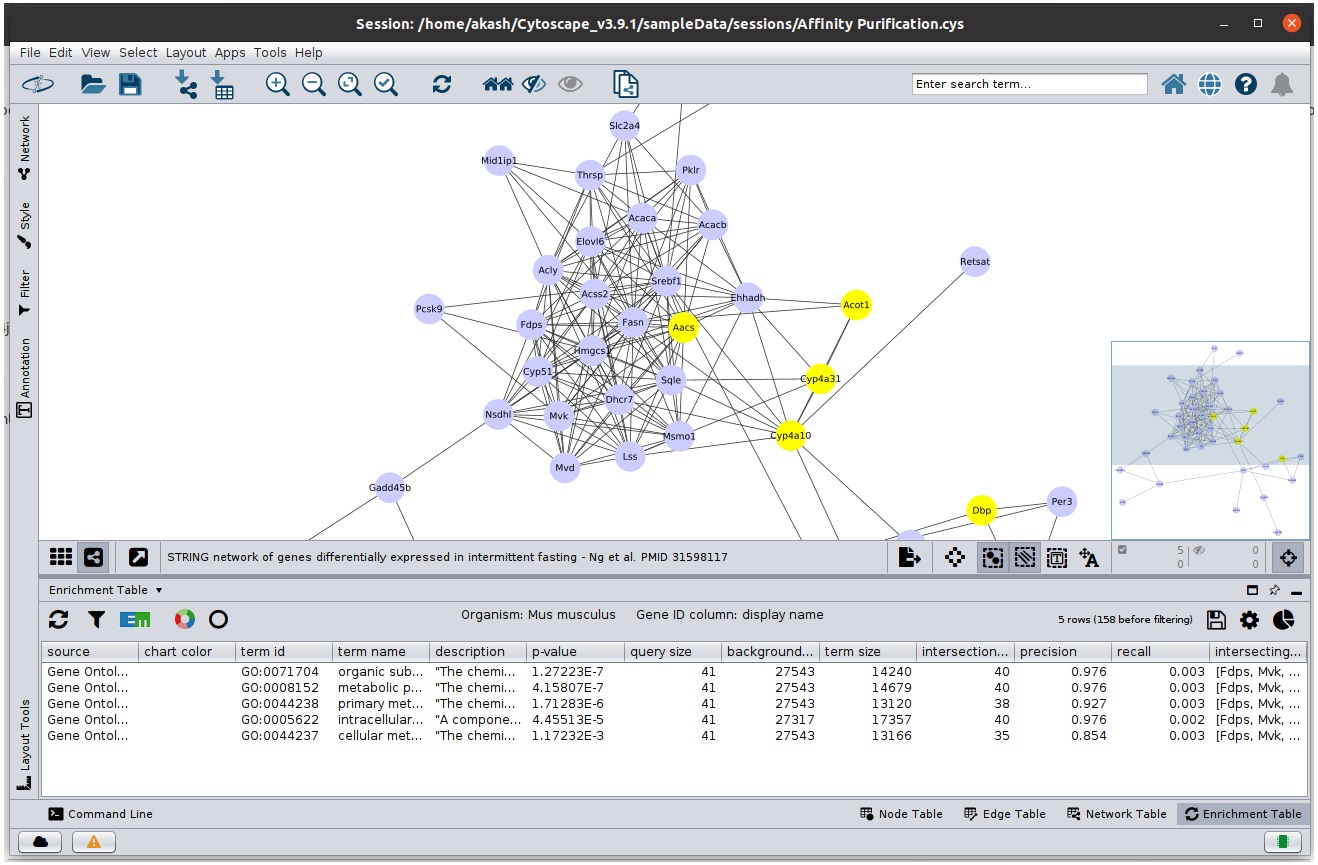 Session: /home/akash/Cytoscape_v3.9.1/sampleData/sessions/Affinity Purification.cys
File Edit View Select Layout Apps Tools Help
Enter search term...
Network
Style
Filter
Annotation
Layout Tools
Slc2a4
Mid1ip1
Thrsp
Pklr
Acaca
Acacb
Elovl6
Retsat
Acly
Srebf1
Acss2
Ehhadh
Acot1
Pcsk9
Fdps
Fasn
Aacs
Hmgcs1
Cyp51
Sqle
Cyp4a31
Dhcr7
Nsdhl
Mvk
Msmo1
Cyp4a10
Lss
Mvd
Gadd45b
Per3
Dbp
STRING network of genes differentially expressed in intermittent fasting - Ng et al. PMID 31598117
5 0
0 0
Enrichment Table
EM
Organism: Mus musculus Gene ID column: display name
5 rows (158 before filtering)
source chart color term id term name description p-value query size background... term size intersection... precision recall intersecting...
Gene Ontol... GO:0071704 organic sub... "The chemi... 1.27223E-7 41 27543 14240 40 0.976 0.003 [Fdps, Mvk, ...
Gene Ontol... GO:0008152 metabolic p... "The chemi... 4.15807E-7 41 27543 14679 40 0.976 0.003 [Fdps, Mvk, ...
Gene Ontol... GO:0044238 primary met... "The chemi... 1.71283E-6 41 27543 13120 38 0.927 0.003 [Fdps, Mvk, ...
Gene Ontol... GO:0005622 intracellular... "A compone... 4.45513E-5 41 27317 17357 40 0.976 0.002 [Fdps, Mvk, ...
Gene Ontol... GO:0044237 cellular met... "The chemi... 1.17232E-3 41 27543 13166 35 0.854 0.003 [Fdps, Mvk, ...
Command Line
Node Table Edge Table Network Table Enrichment Table